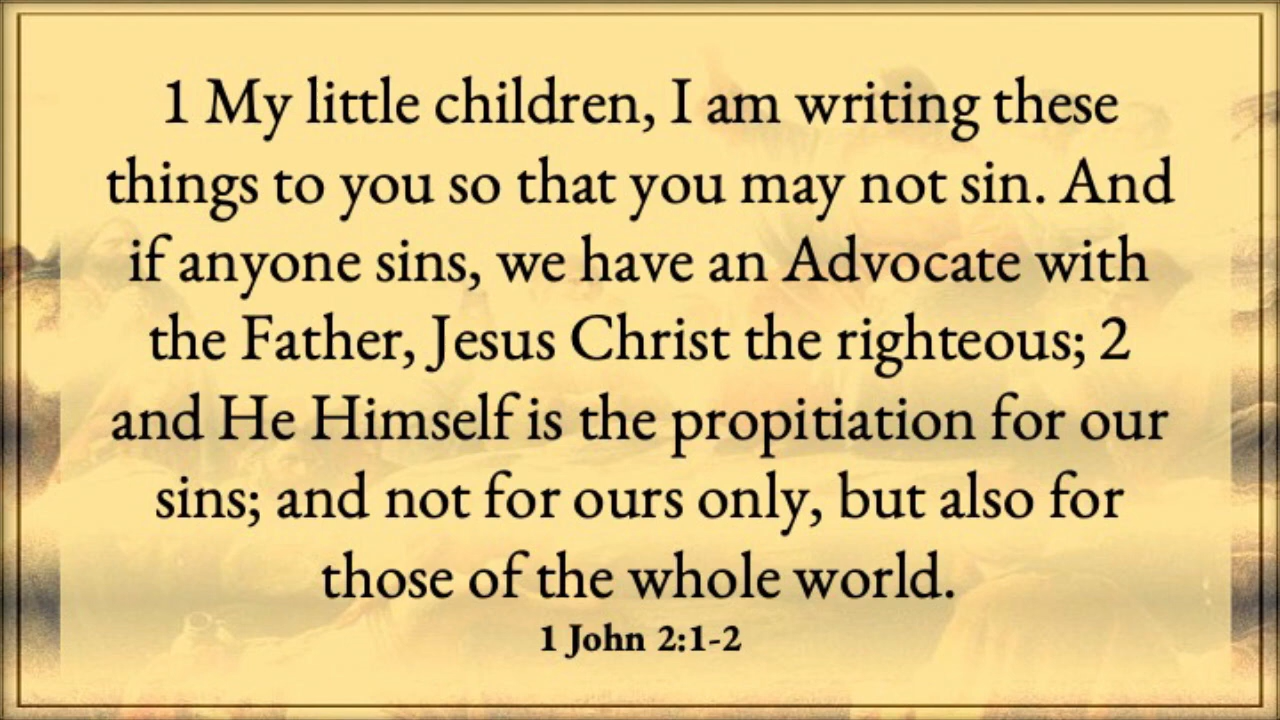 1 My little children, I am writing these
things to you so that you may not sin. And
if anyone sins, we have an Advocate with
the Father, Jesus Christ the righteous; 2
and He Himself is the propitiation for our
sins; and not for ours only, but also for
those of the whole world.
1 John 2:1-2